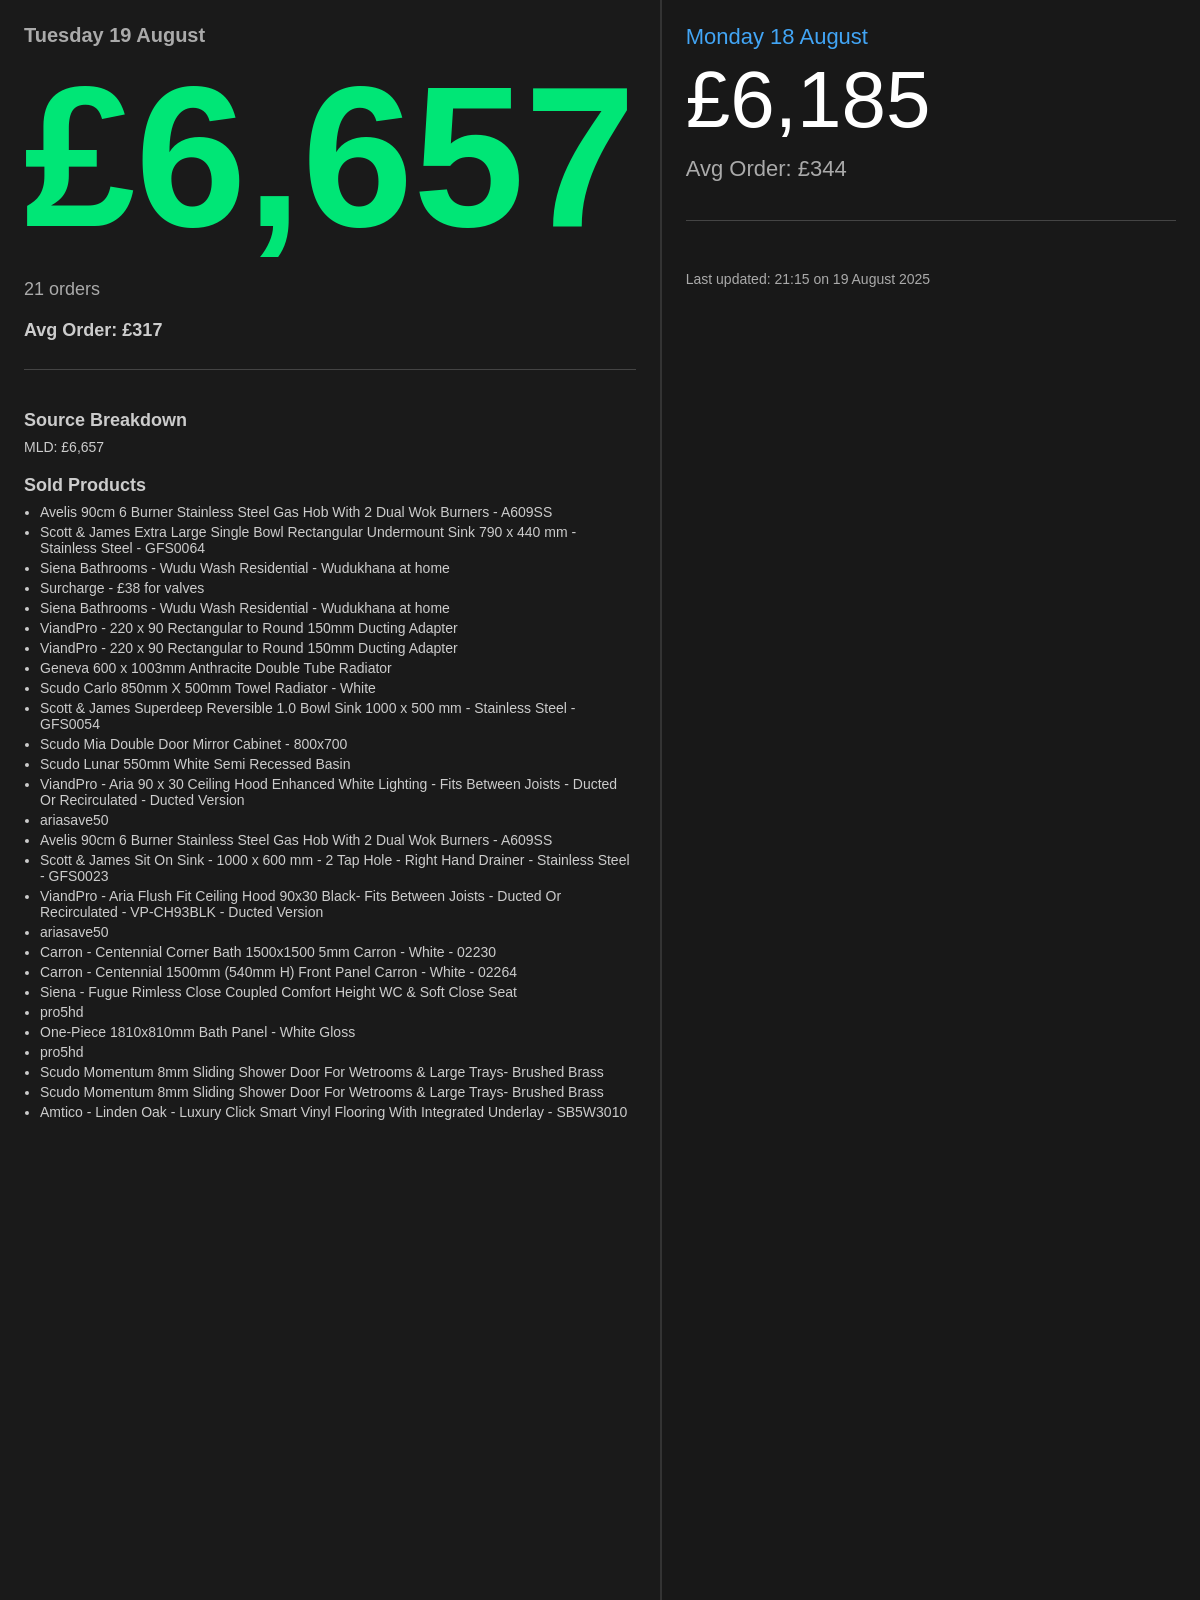 Tuesday 19 August
£6,657
21 orders
Avg Order: £317
Source Breakdown
MLD: £6,657
Sold Products
• Avelis 90cm 6 Burner Stainless Steel Gas Hob With 2 Dual Wok Burners - A609SS
• Scott & James Extra Large Single Bowl Rectangular Undermount Sink 790 x 440 mm -
Stainless Steel - GFS0064
• Siena Bathrooms - Wudu Wash Residential - Wudukhana at home
• Surcharge - £38 for valves
• Siena Bathrooms - Wudu Wash Residential - Wudukhana at home
• ViandPro - 220 x 90 Rectangular to Round 150mm Ducting Adapter
• ViandPro - 220 x 90 Rectangular to Round 150mm Ducting Adapter
• Geneva 600 x 1003mm Anthracite Double Tube Radiator
• Scudo Carlo 850mm X 500mm Towel Radiator - White
• Scott & James Superdeep Reversible 1.0 Bowl Sink 1000 x 500 mm - Stainless Steel -
GFS0054
• Scudo Mia Double Door Mirror Cabinet - 800x700
• Scudo Lunar 550mm White Semi Recessed Basin
• ViandPro - Aria 90 x 30 Ceiling Hood Enhanced White Lighting - Fits Between Joists - Ducted
Or Recirculated - Ducted Version
• ariasave50
• Avelis 90cm 6 Burner Stainless Steel Gas Hob With 2 Dual Wok Burners - A609SS
• Scott & James Sit On Sink - 1000 x 600 mm - 2 Tap Hole - Right Hand Drainer - Stainless Steel
- GFS0023
• ViandPro - Aria Flush Fit Ceiling Hood 90x30 Black- Fits Between Joists - Ducted Or
Recirculated - VP-CH93BLK - Ducted Version
• ariasave50
• Carron - Centennial Corner Bath 1500x1500 5mm Carron - White - 02230
• Carron - Centennial 1500mm (540mm H) Front Panel Carron - White - 02264
• Siena - Fugue Rimless Close Coupled Comfort Height WC & Soft Close Seat
• pro5hd
• One-Piece 1810x810mm Bath Panel - White Gloss
• pro5hd
• Scudo Momentum 8mm Sliding Shower Door For Wetrooms & Large Trays- Brushed Brass
• Scudo Momentum 8mm Sliding Shower Door For Wetrooms & Large Trays- Brushed Brass
• Amtico - Linden Oak - Luxury Click Smart Vinyl Flooring With Integrated Underlay - SB5W3010
Monday 18 August
£6,185
Avg Order: £344
Last updated: 21:15 on 19 August 2025